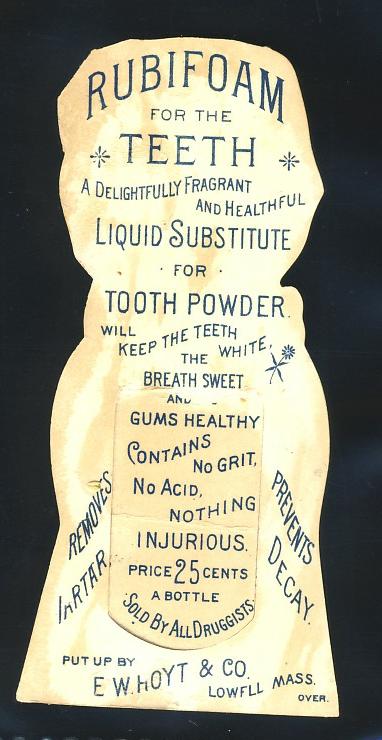 RUBIFOAM
FOR THE
TEETH
A DELIGHTFULLY FRAGRANT
AND HEALTHFUL
LIQUID SUBSTITUTE
· FOR ·
TOOTH POWDER.
WILL
KEEP THE TEETH
WHITE,
THE
BREATH SWEET
AND
GUMS HEALTHY
CONTAINS
NO GRIT,
NO ACID,
NOTHING
INJURIOUS.
PRICE 25 CENTS
A BOTTLE
SOLD BY ALL DRUGGISTS.
REMOVES
TARTAR.
PREVENTS
DECAY.
PUT UP BY
E.W. HOYT & CO.
LOWELL MASS.
OVER.